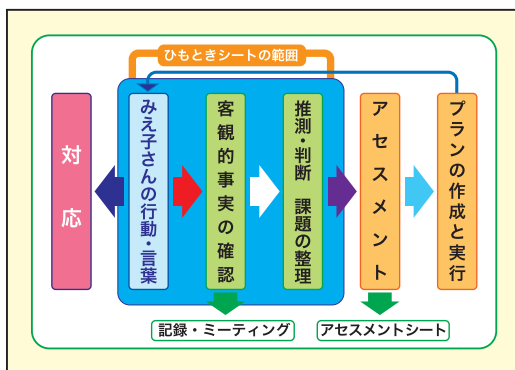 ひもときシートの範囲
対応
みえ子さんの行動・言葉
客観的事実の確認
推測・判断 課題の整理
アセスメント
プランの作成と実行
記録・ミーティング
アセスメントシート